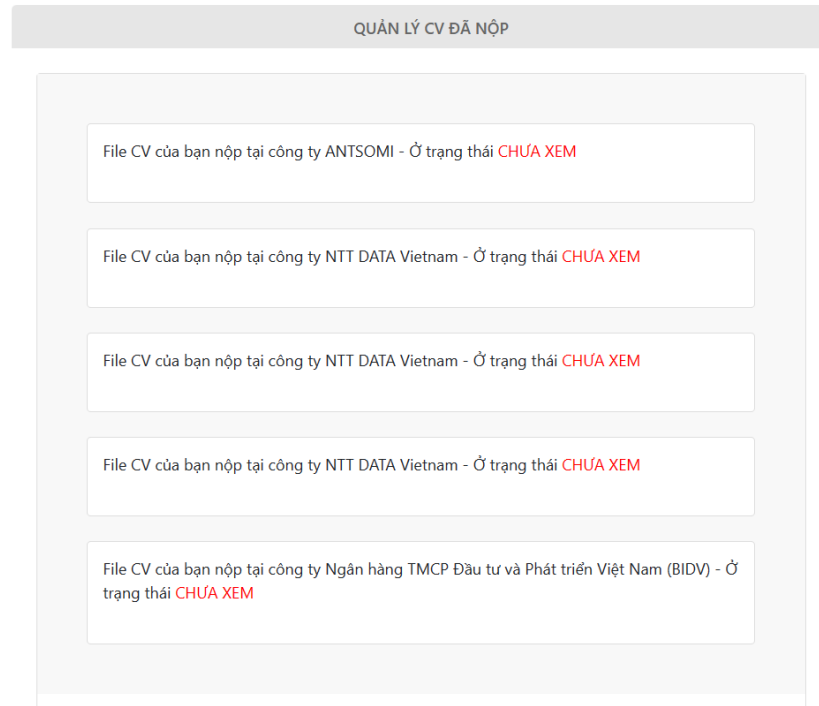 QUẢN LÝ CV ĐÃ NỘP
File CV của bạn nộp tại công ty ANTSOMI - Ở trạng thái CHƯA XEM
File CV của bạn nộp tại công ty NTT DATA Vietnam - Ở trạng thái CHƯA XEM
File CV của bạn nộp tại công ty NTT DATA Vietnam - Ở trạng thái CHƯA XEM
File CV của bạn nộp tại công ty NTT DATA Vietnam - Ở trạng thái CHƯA XEM
File CV của bạn nộp tại công ty Ngân hàng TMCP Đầu tư và Phát triển Việt Nam (BIDV) - Ở
trạng thái CHƯA XEM